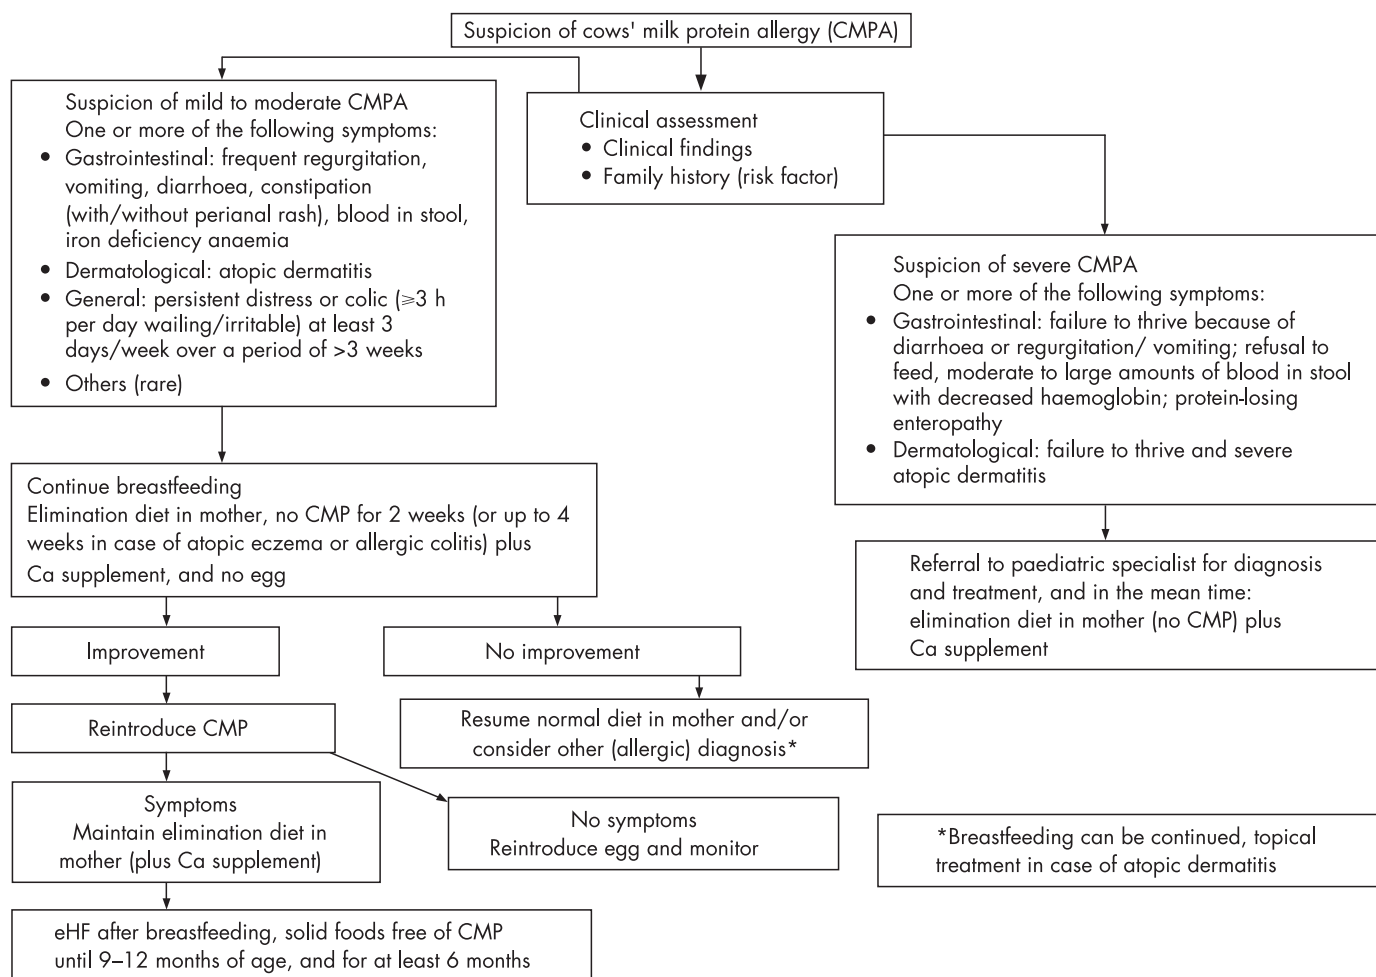 Suspicion of cows' milk protein allergy (CMPA)
Suspicion of mild to moderate CMPA
One or more of the following symptoms:
• Gastrointestinal: frequent regurgitation,
vomiting, diarrhoea, constipation
(with/without perianal rash), blood in stool,
iron deficiency anaemia
• Dermatological: atopic dermatitis
• General: persistent distress or colic (⩾3 h
per day wailing/irritable) at least 3
days/week over a period of >3 weeks
• Others (rare)
Clinical assessment
• Clinical findings
• Family history (risk factor)
Suspicion of severe CMPA
One or more of the following symptoms:
• Gastrointestinal: failure to thrive because of
diarrhoea or regurgitation/ vomiting; refusal to
feed, moderate to large amounts of blood in stool
with decreased haemoglobin; protein-losing
enteropathy
• Dermatological: failure to thrive and severe
atopic dermatitis
Continue breastfeeding
Elimination diet in mother, no CMP for 2 weeks (or up to 4
weeks in case of atopic eczema or allergic colitis) plus
Ca supplement, and no egg
Referral to paediatric specialist for diagnosis
and treatment, and in the mean time:
elimination diet in mother (no CMP) plus
Ca supplement
Improvement
No improvement
Reintroduce CMP
Resume normal diet in mother and/or
consider other (allergic) diagnosis*
Symptoms
Maintain elimination diet in
mother (plus Ca supplement)
No symptoms
Reintroduce egg and monitor
*Breastfeeding can be continued, topical
treatment in case of atopic dermatitis
eHF after breastfeeding, solid foods free of CMP
until 9–12 months of age, and for at least 6 months